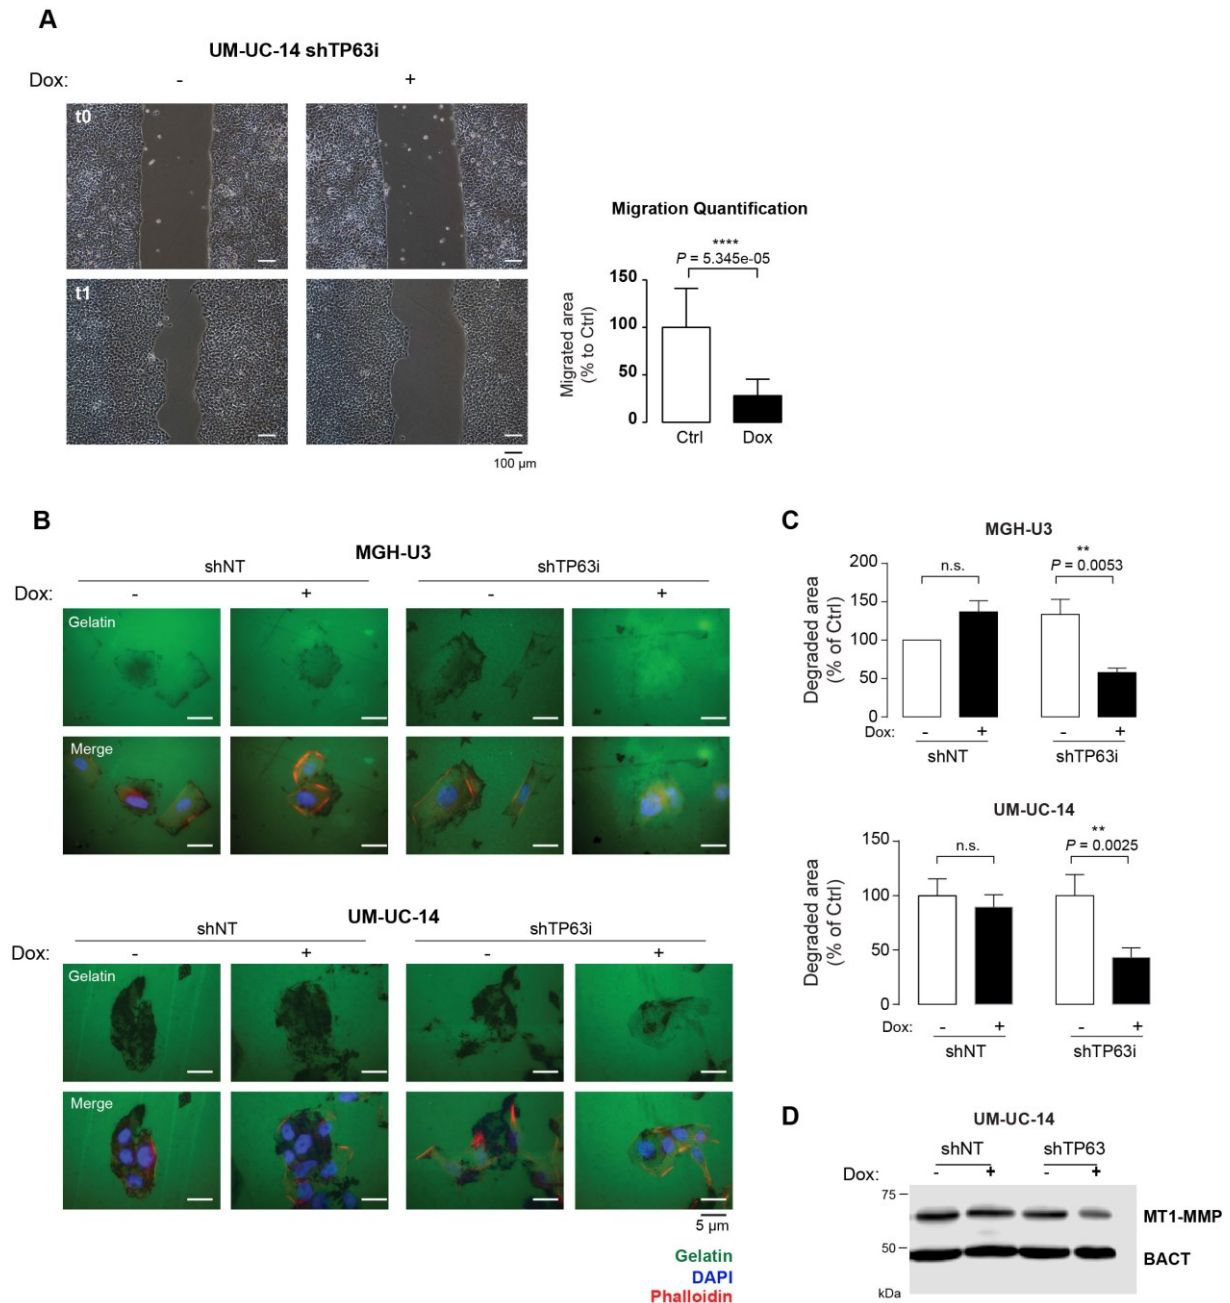 A
UM-UC-14 shTP63i
Dox: - +
t0
t1
100 µm
Migration Quantification
****
P = 5.345e-05
Migrated area
(% to Ctrl)
150
100
50
0
Ctrl Dox
B
MGH-U3
shNT shTP63i
Dox: - + - +
Gelatin
Merge
UM-UC-14
shNT shTP63i
Dox: - + - +
Gelatin
Merge
5 µm
Gelatin
DAPI
Phalloidin
C
MGH-U3
Degraded area
(% of Ctrl)
200
150
100
50
0
n.s.
**
P = 0.0053
Dox: - + - +
shNT shTP63i
UM-UC-14
Degraded area
(% of Ctrl)
150
100
50
0
n.s.
**
P = 0.0025
Dox: - + - +
shNT shTP63i
D
UM-UC-14
shNT shTP63
Dox: - + - +
75
50
kDa
MT1-MMP
BACT